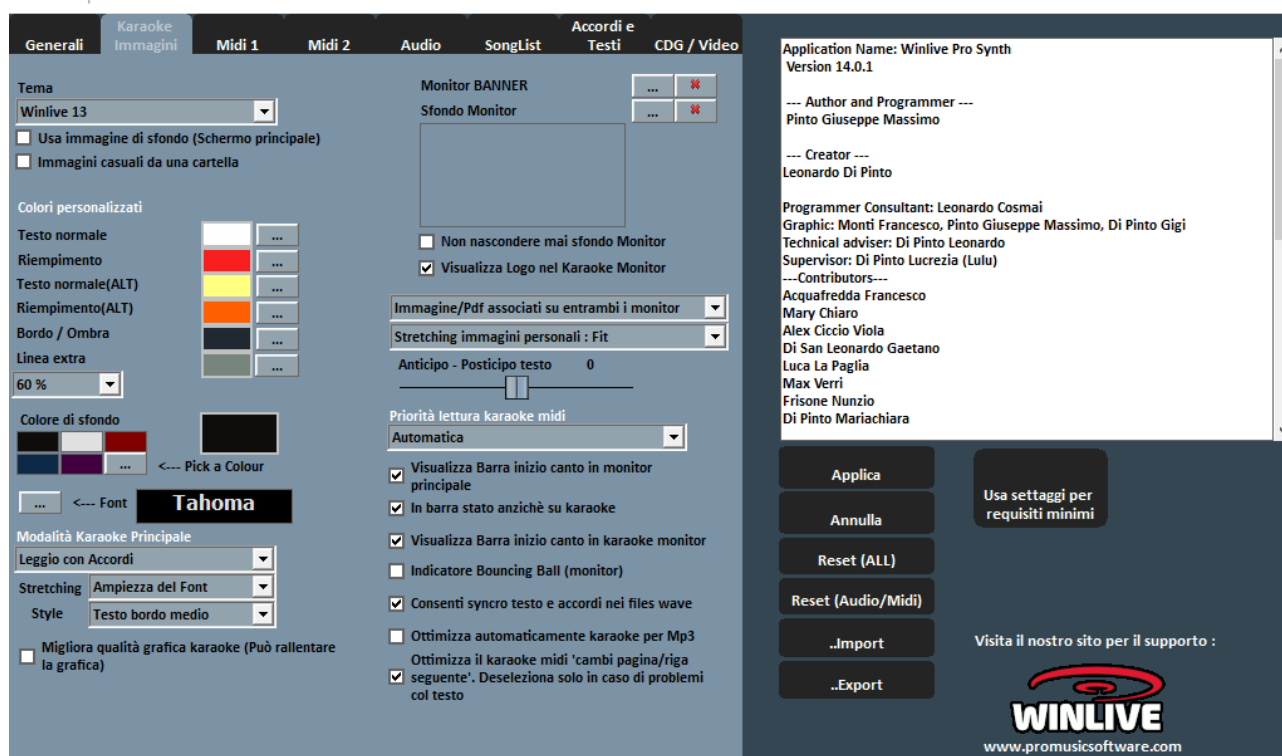 Generali
Karaoke
Immagini
Midi 1
Midi 2
Audio
SongList
Accordi e
Testi
CDG / Video
Tema
Winlive 13
Usa immagine di sfondo (Schermo principale)
Immagini casuali da una cartella
Colori personalizzati
Testo normale
...
Riempimento
...
Testo normale(ALT)
...
Riempimento(ALT)
...
Bordo / Ombra
...
Linea extra
...
60 %
Colore di sfondo
...
<--- Pick a Colour
...
<--- Font
Tahoma
Modalità Karaoke Principale
Leggio con Accordi
Stretching
Ampiezza del Font
Style
Testo bordo medio
Migliora qualità grafica karaoke (Può rallentare
la grafica)
Monitor BANNER
...
Sfondo Monitor
...
Non nascondere mai sfondo Monitor
Visualizza Logo nel Karaoke Monitor
Immagine/Pdf associati su entrambi i monitor
Stretching immagini personali : Fit
Anticipo - Posticipo testo 0
Priorità lettura karaoke midi
Automatica
Visualizza Barra inizio canto in monitor
principale
In barra stato anzichè su karaoke
Visualizza Barra inizio canto in karaoke monitor
Indicatore Bouncing Ball (monitor)
Consenti syncro testo e accordi nei files wave
Ottimizza automaticamente karaoke per Mp3
Ottimizza il karaoke midi 'cambi pagina/riga
seguente'. Deseleziona solo in caso di problemi
col testo
Application Name: Winlive Pro Synth
Version 14.0.1
--- Author and Programmer ---
Pinto Giuseppe Massimo
--- Creator ---
Leonardo Di Pinto
Programmer Consultant: Leonardo Cosmai
Graphic: Monti Francesco, Pinto Giuseppe Massimo, Di Pinto Gigi
Technical adviser: Di Pinto Leonardo
Supervisor: Di Pinto Lucrezia (Lulu)
---Contributors---
Acquafredda Francesco
Mary Chiaro
Alex Ciccio Viola
Di San Leonardo Gaetano
Luca La Paglia
Max Verri
Frisone Nunzio
Di Pinto Mariachiara
Applica
Annulla
Reset (ALL)
Reset (Audio/Midi)
..Import
..Export
Usa settaggi per
requisiti minimi
Visita il nostro sito per il supporto :
WINLIVE
www.promusicsoftware.com